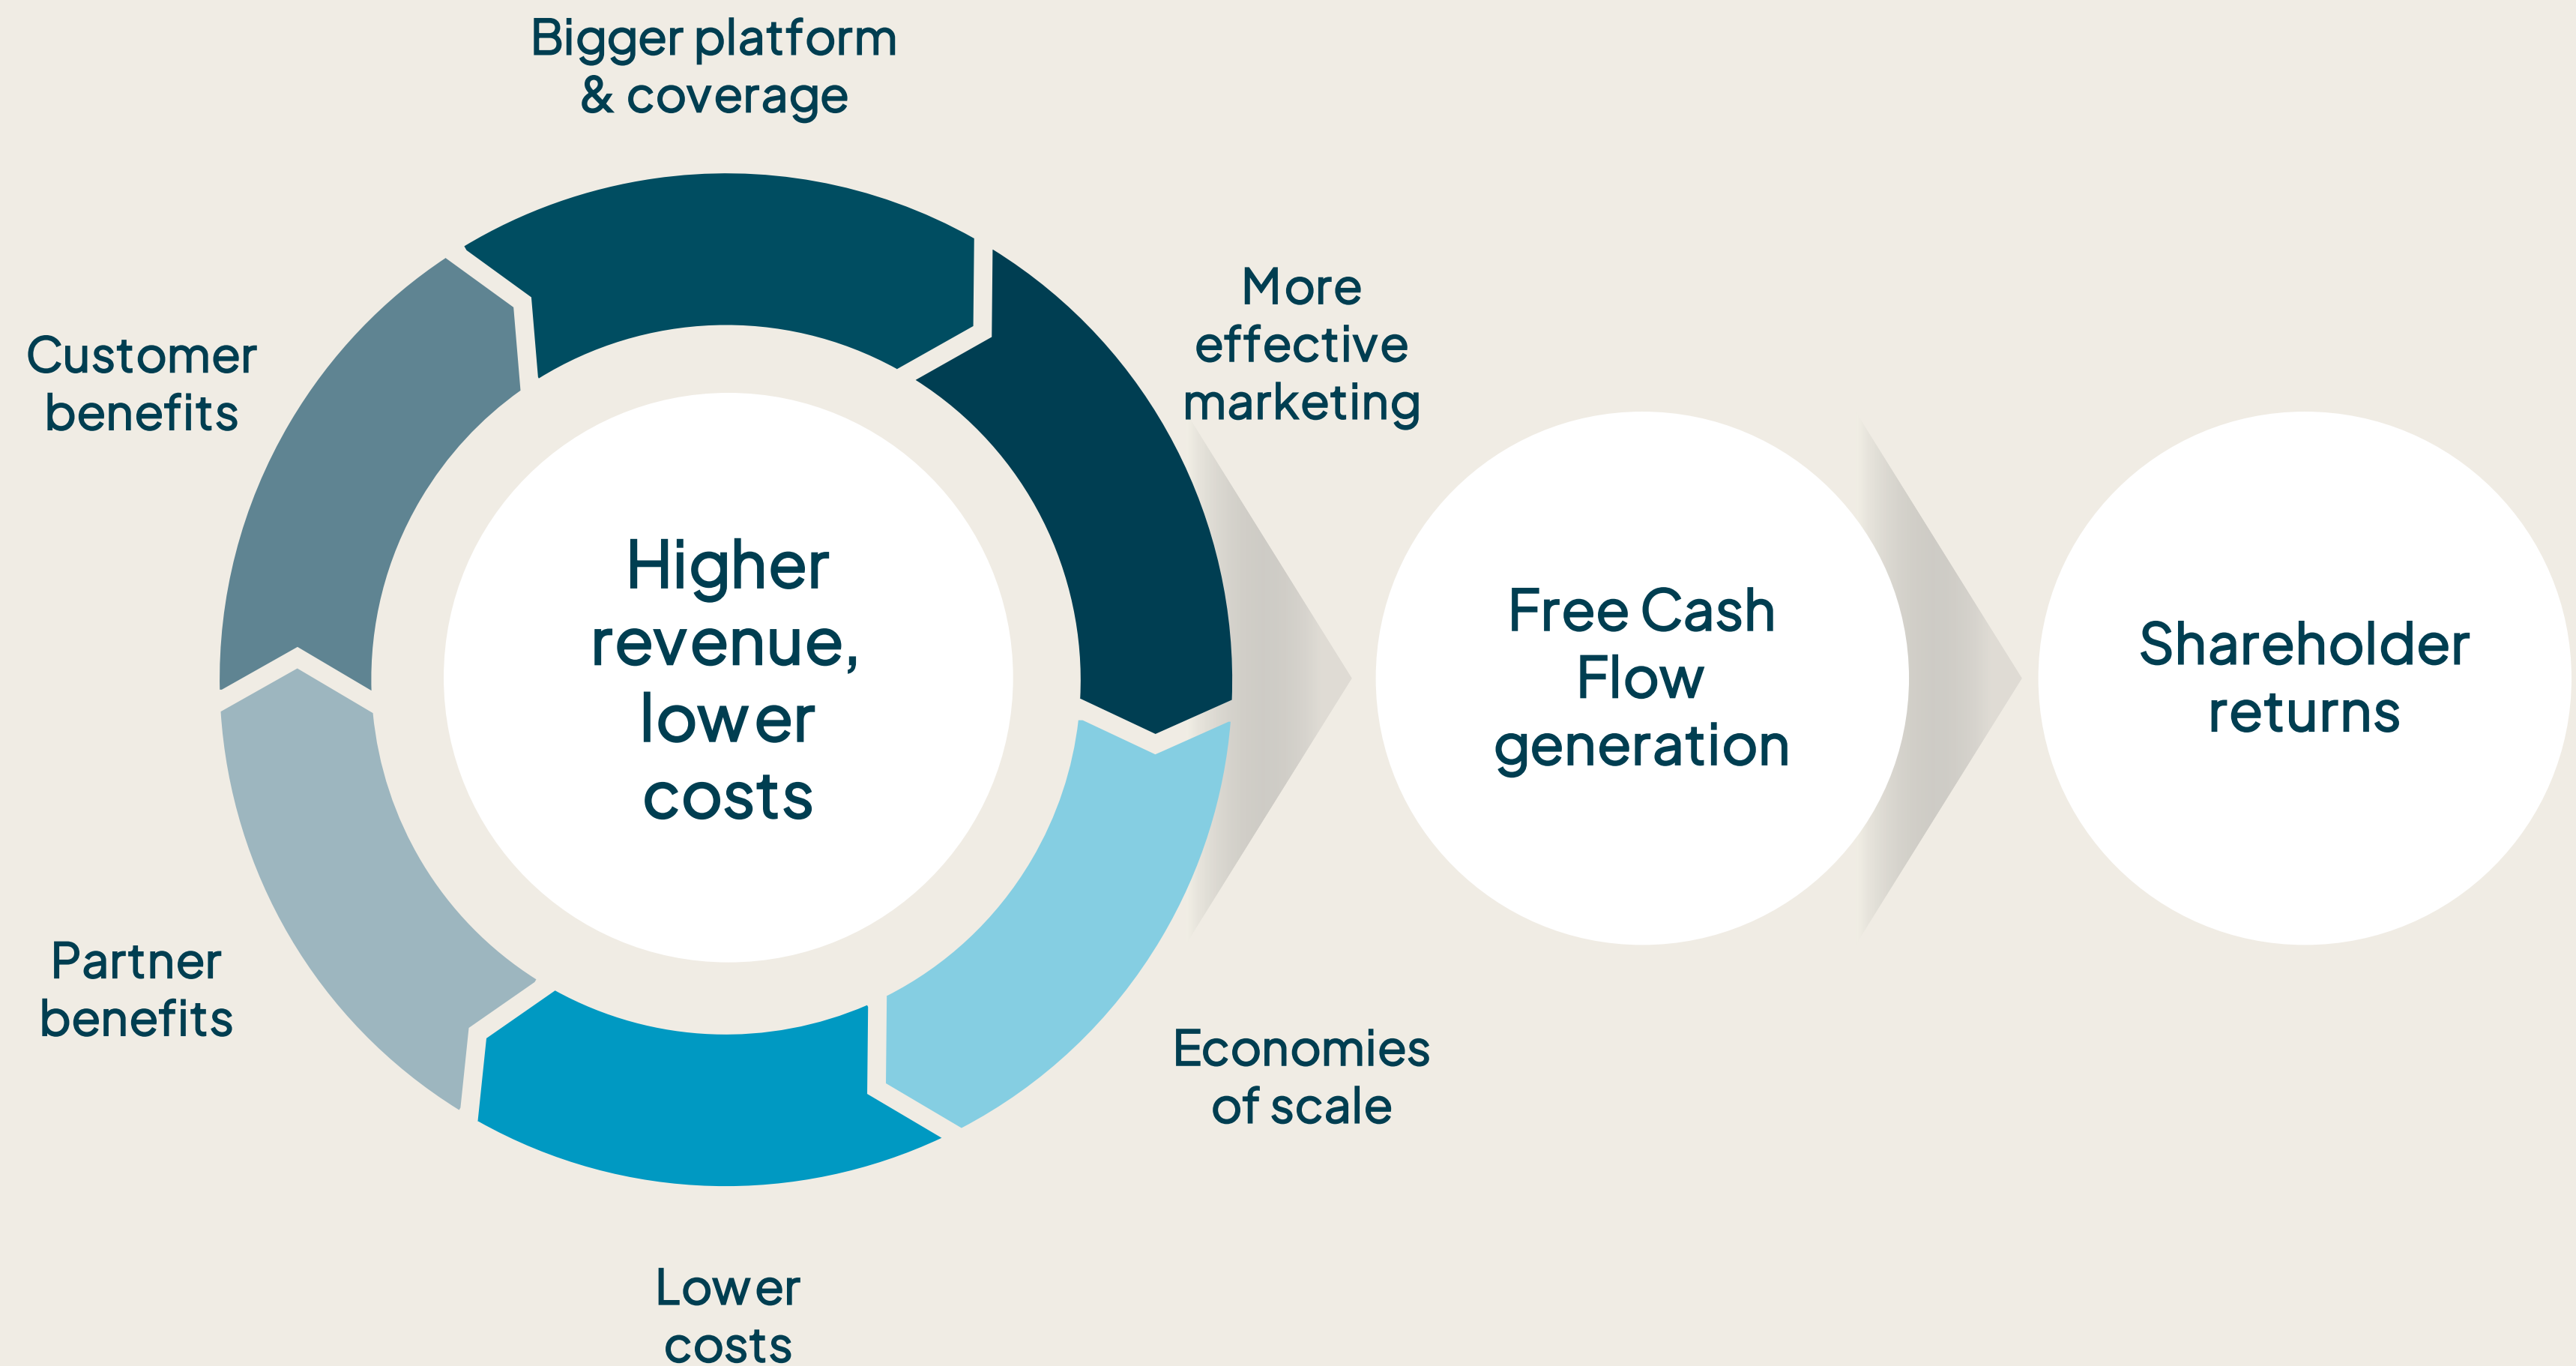 Bigger platform
& coverage
More
effective
marketing
Customer
benefits
Higher
revenue,
lower
costs
Free Cash
Flow
generation
Shareholder
returns
Partner
benefits
Economies
of scale
Lower
costs